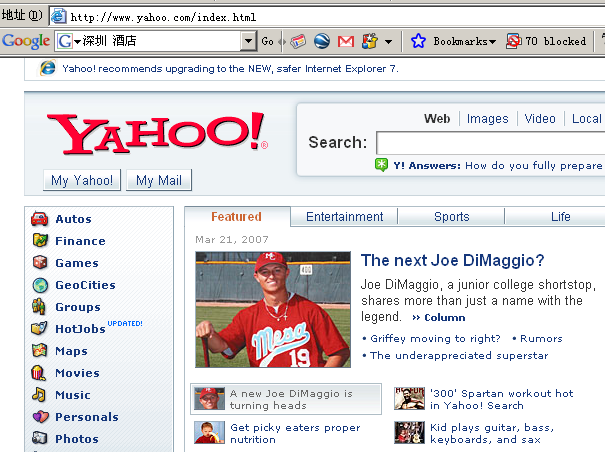 地址(D) http://www.yahoo.com/index.html
Google G 深圳 酒店 Go Bookmarks 70 blocked
Yahoo! recommends upgrading to the NEW, safer Internet Explorer 7.
YAHOO!®
Web Images Video Local
Search:
Y! Answers: How do you fully prepare
My Yahoo! My Mail
Autos
Finance
Games
GeoCities
Groups
HotJobs UPDATED!
Maps
Movies
Music
Personals
Photos
Featured Entertainment Sports Life
Mar 21, 2007
400
Mesa
19
The next Joe DiMaggio?
Joe DiMaggio, a junior college shortstop,
shares more than just a name with the
legend. » Column
• Griffey moving to right? • Rumors
• The underappreciated superstar
A new Joe DiMaggio is
turning heads
'300' Spartan workout hot
in Yahoo! Search
Get picky eaters proper
nutrition
Kid plays guitar, bass,
keyboards, and sax